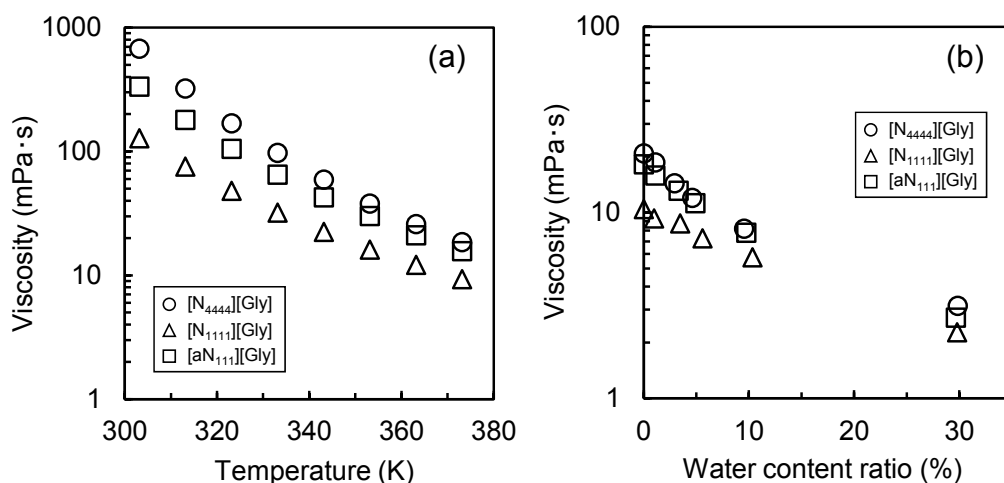 (a)
1000
100
10
1
Viscosity (mPa·s)
[N4444][Gly]
[N1111][Gly]
[aN111][Gly]
300 320 340 360 380
Temperature (K)
(b)
100
10
1
Viscosity (mPa·s)
[N4444][Gly]
[N1111][Gly]
[aN111][Gly]
0 10 20 30
Water content ratio (%)